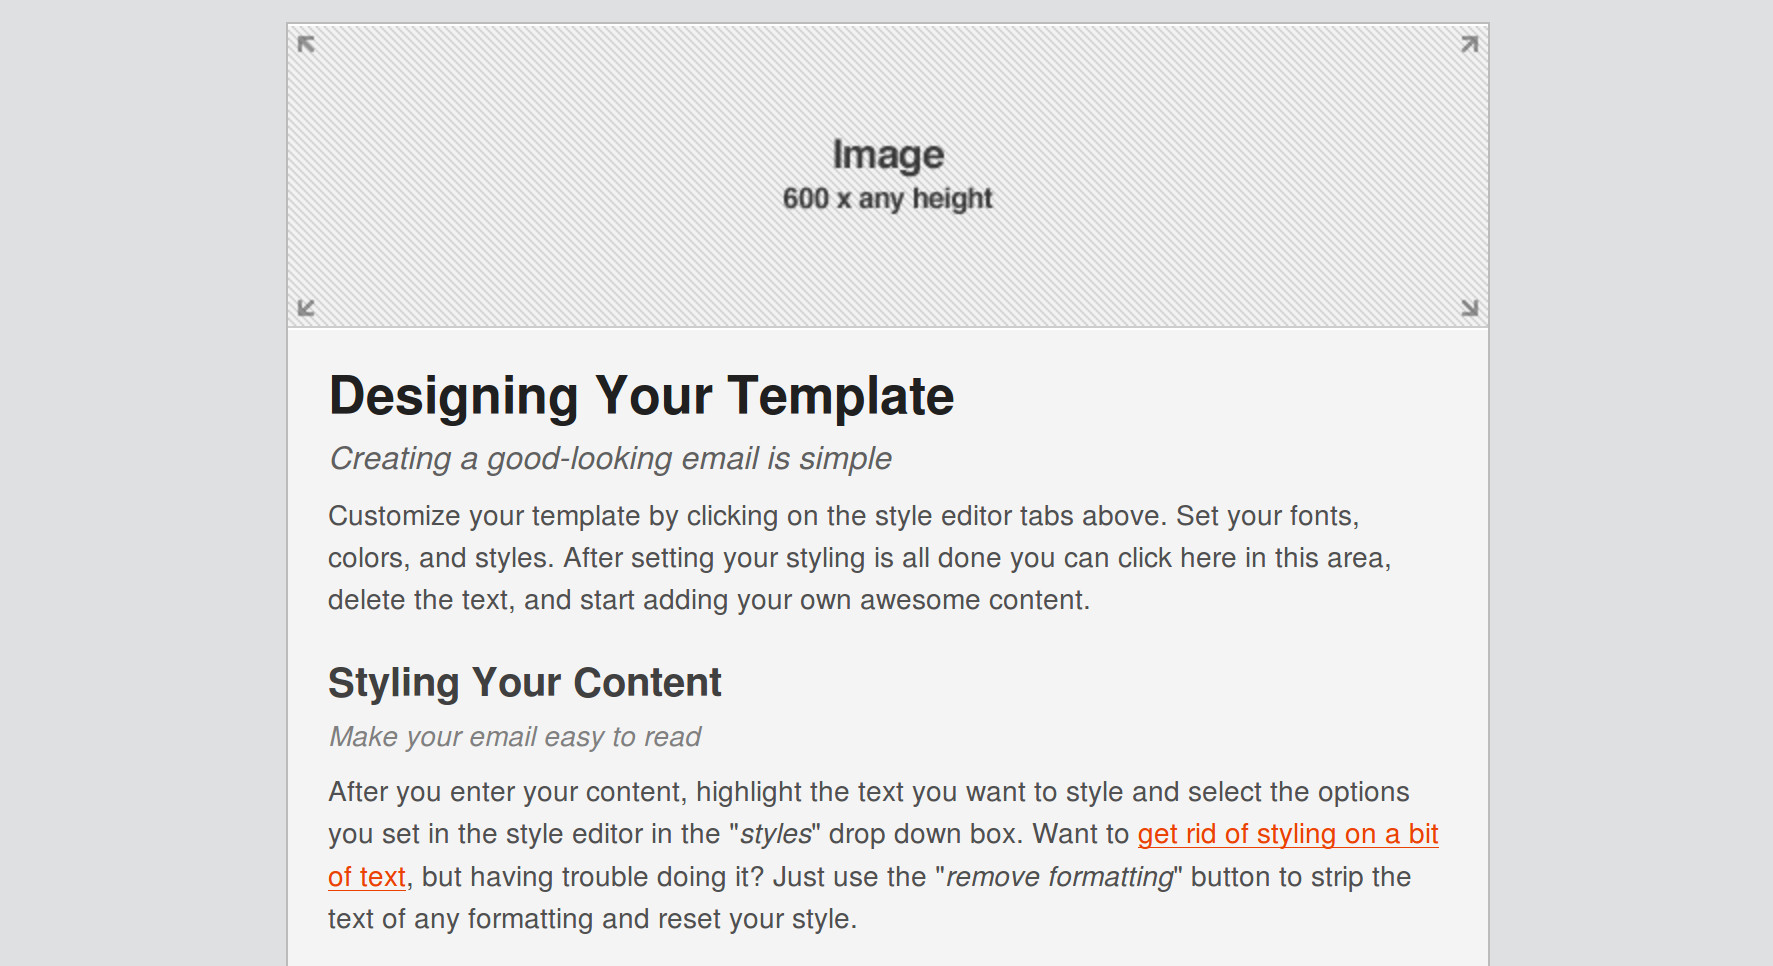 Image
600 x any height
Designing Your Template
Creating a good-looking email is simple
Customize your template by clicking on the style editor tabs above. Set your fonts,
colors, and styles. After setting your styling is all done you can click here in this area,
delete the text, and start adding your own awesome content.
Styling Your Content
Make your email easy to read
After you enter your content, highlight the text you want to style and select the options
you set in the style editor in the "styles" drop down box. Want to get rid of styling on a bit
of text, but having trouble doing it? Just use the "remove formatting" button to strip the
text of any formatting and reset your style.